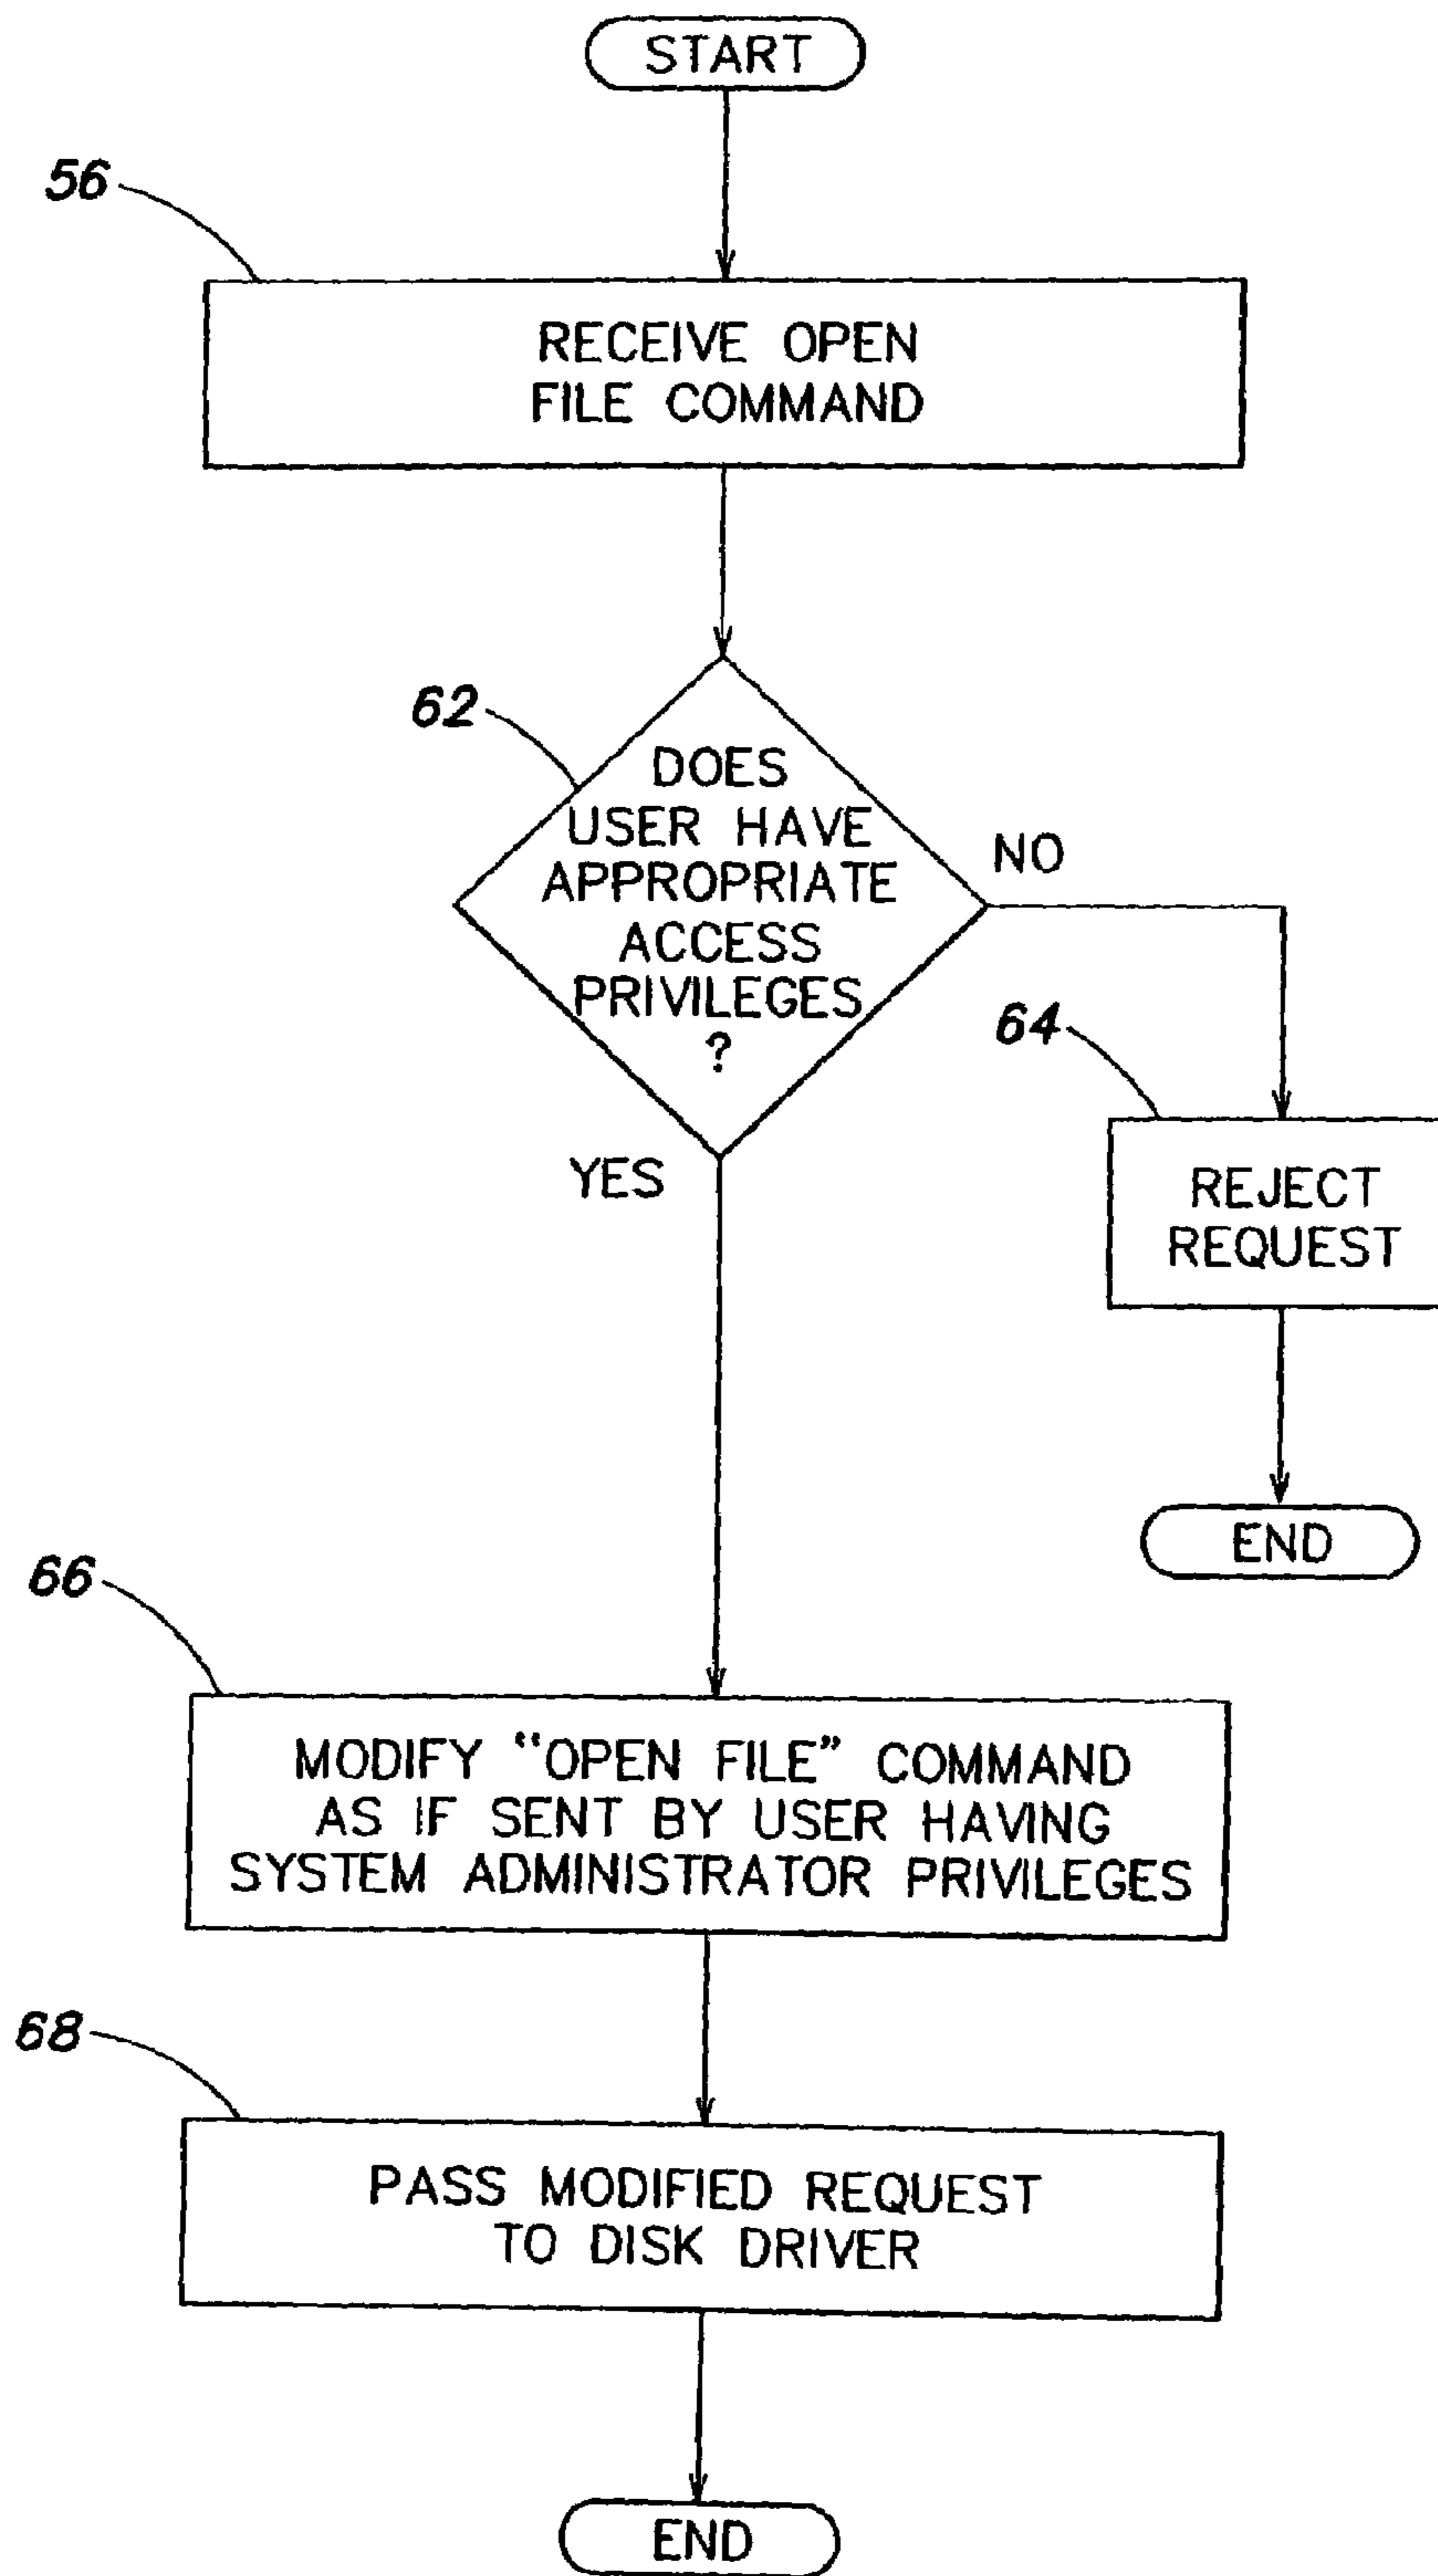 START
56
RECEIVE OPEN
FILE COMMAND
62
DOES
USER HAVE
APPROPRIATE
ACCESS
PRIVILEGES
?
NO
YES
64
REJECT
REQUEST
END
66
MODIFY "OPEN FILE" COMMAND
AS IF SENT BY USER HAVING
SYSTEM ADMINISTRATOR PRIVILEGES
68
PASS MODIFIED REQUEST
TO DISK DRIVER
END